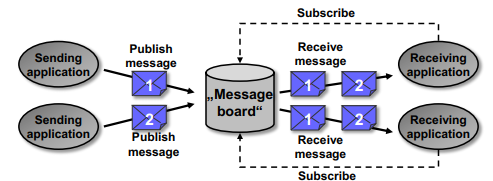 Subscribe
Publish
message
Receive
message
Sending
application
1
1
2
Receiving
application
„Message
board“
Sending
application
2
1
2
Receiving
application
Publish
message
Receive
message
Subscribe